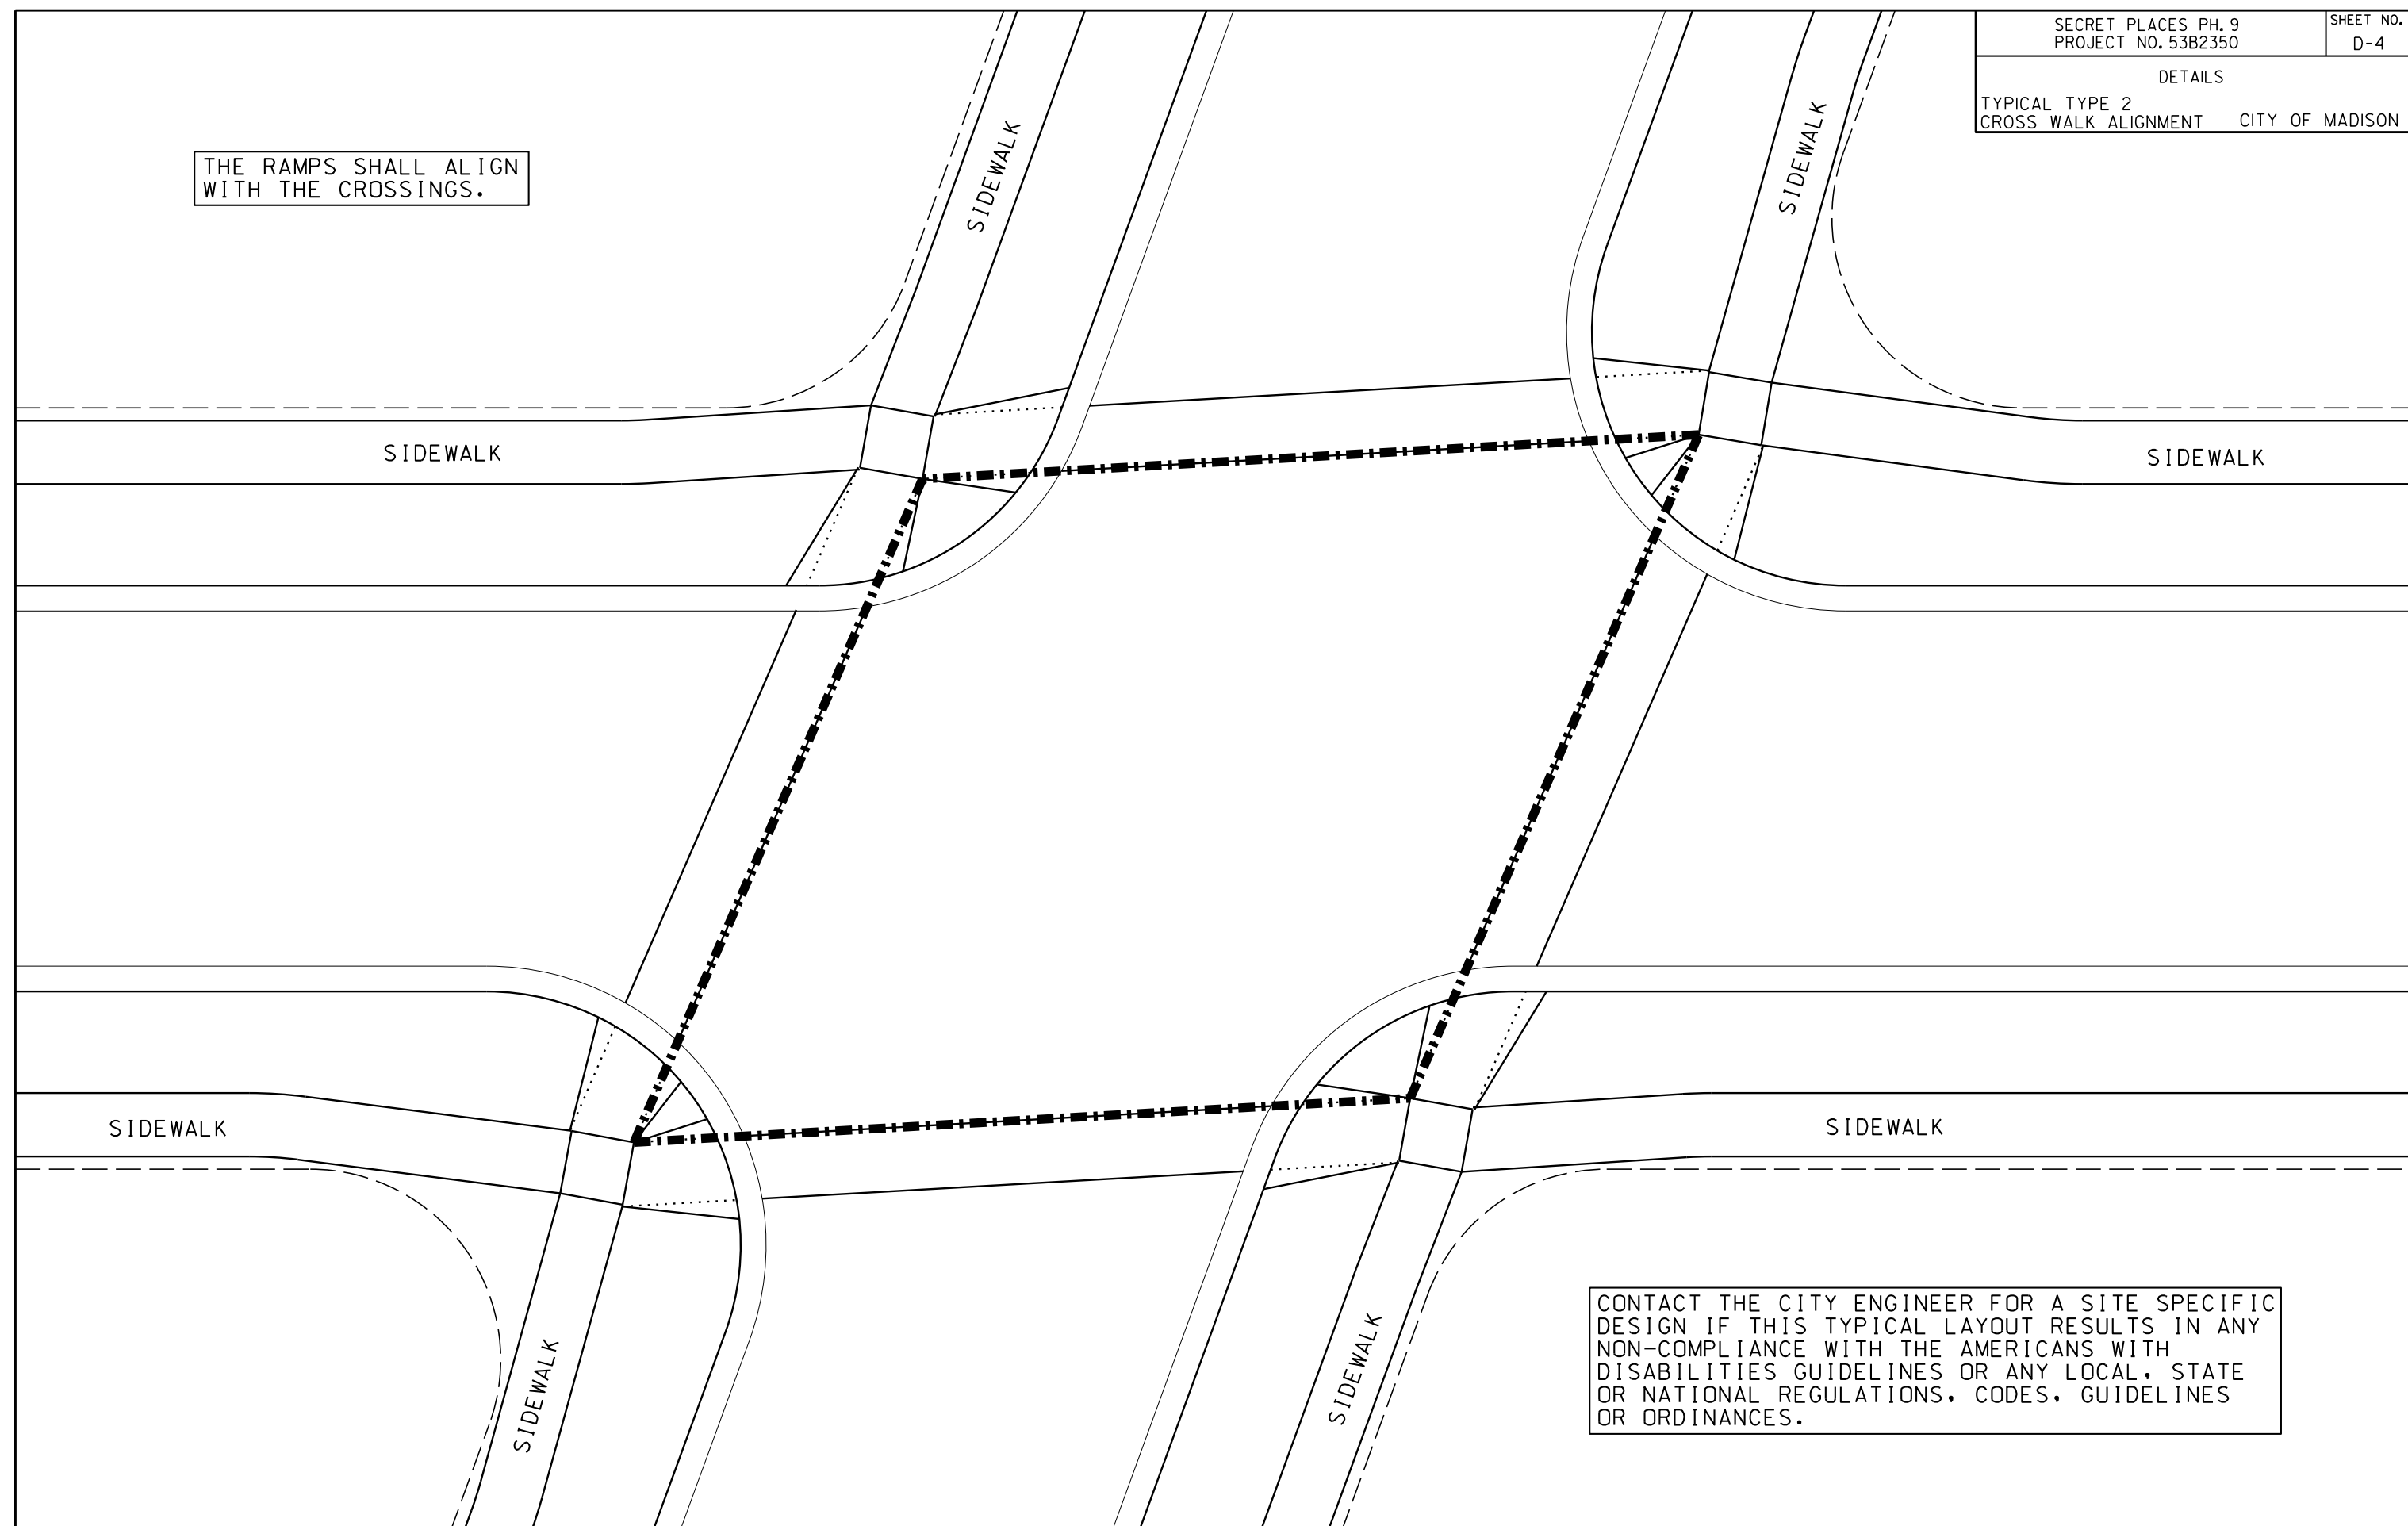 SECRET PLACES PH. 9
PROJECT NO. 53B2350
SHEET NO.
D-4
DETAILS
TYPICAL TYPE 2
CROSS WALK ALIGNMENT CITY OF MADISON
THE RAMPS SHALL ALIGN
WITH THE CROSSINGS.
SIDEWALK
SIDEWALK
SIDEWALK
SIDEWALK
SIDEWALK
SIDEWALK
SIDEWALK
SIDEWALK
CONTACT THE CITY ENGINEER FOR A SITE SPECIFIC
DESIGN IF THIS TYPICAL LAYOUT RESULTS IN ANY
NON-COMPLIANCE WITH THE AMERICANS WITH
DISABILITIES GUIDELINES OR ANY LOCAL, STATE
OR NATIONAL REGULATIONS, CODES, GUIDELINES
OR ORDINANCES.